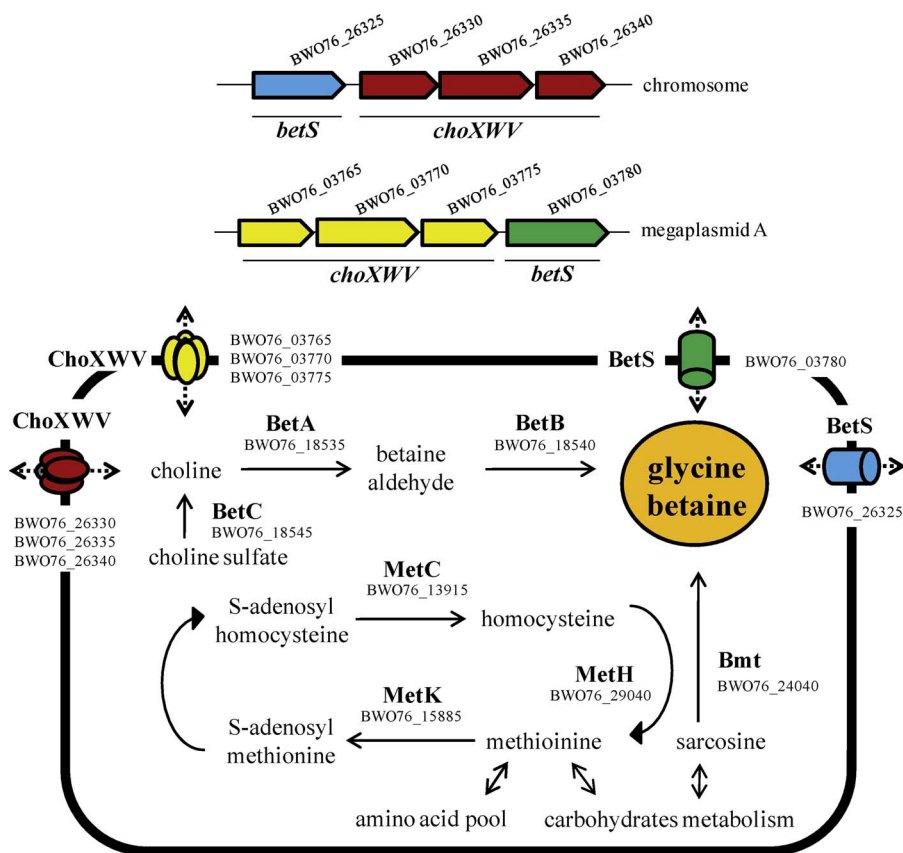 BWO76_26325
BWO76_26330
BWO76_26335
BWO76_26340
chromosome
betS
choXWV
BWO76_03765
BWO76_03770
BWO76_03775
BWO76_03780
megaplasmid A
choXWV
betS
ChoXWV
BWO76_03765
BWO76_03770
BWO76_03775
BetS
BWO76_03780
ChoXWV
BWO76_26330
BWO76_26335
BWO76_26340
choline
BetA
BWO76_18535
betaine
aldehyde
BetB
BWO76_18540
glycine
betaine
BetS
BWO76_26325
BetC
BWO76_18545
choline sulfate
S-adenosyl
homocysteine
MetC
BWO76_13915
homocysteine
MetH
BWO76_29040
Bmt
BWO76_24040
S-adenosyl
methionine
MetK
BWO76_15885
methioinine
sarcosine
amino acid pool
carbohydrates metabolism